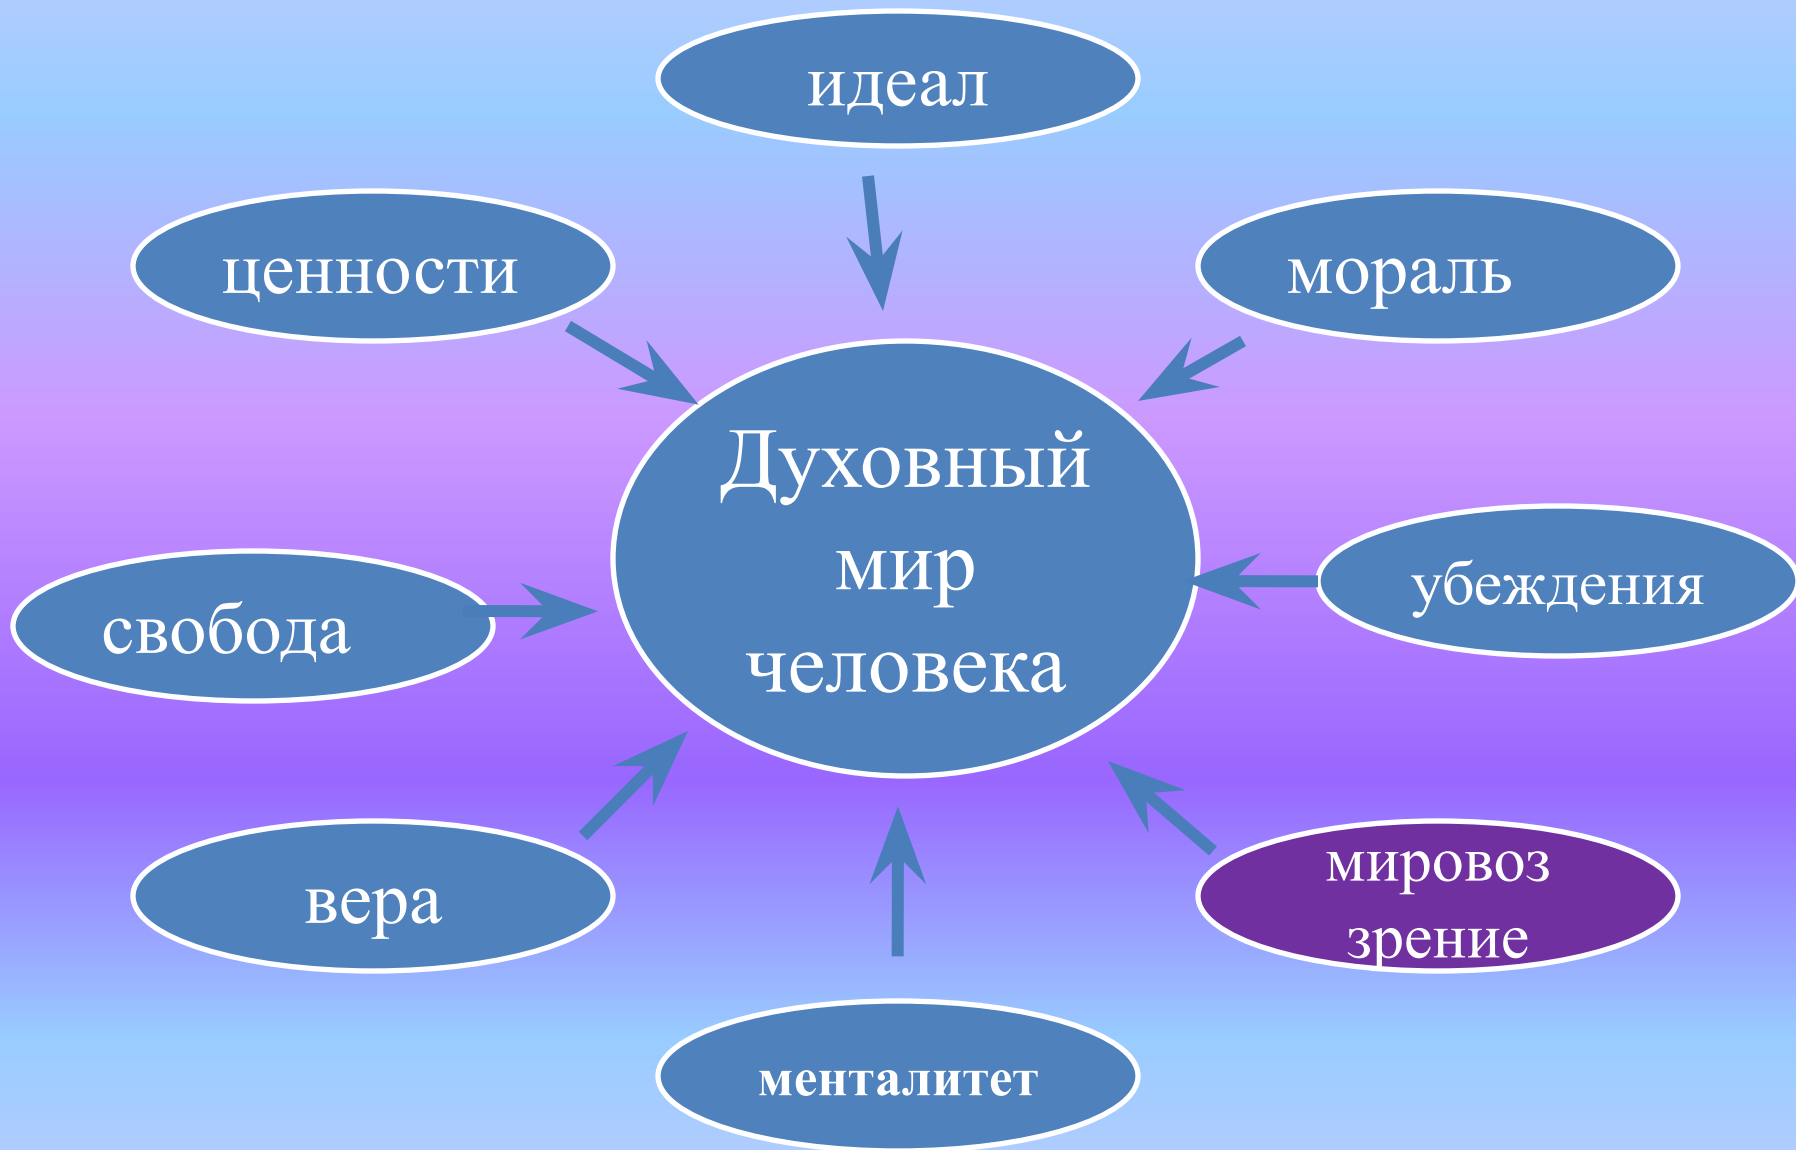 идеал
ценности
мораль
Духовный
мир
человека
убеждения
свобода
вера
мировоз
зрение
менталитет